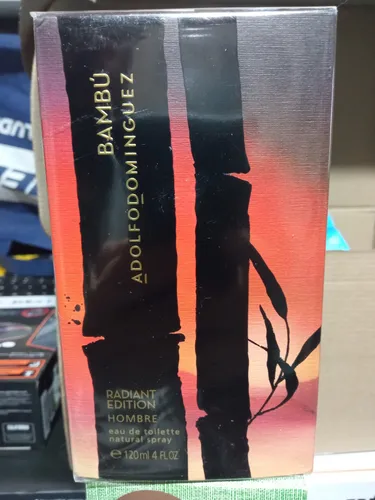 BAMBÚ
ADOLFODOMINGUEZ
RADIANT
EDITION
HOMBRE
eau de toilette
natural spray
℮120ml 4 FL.OZ